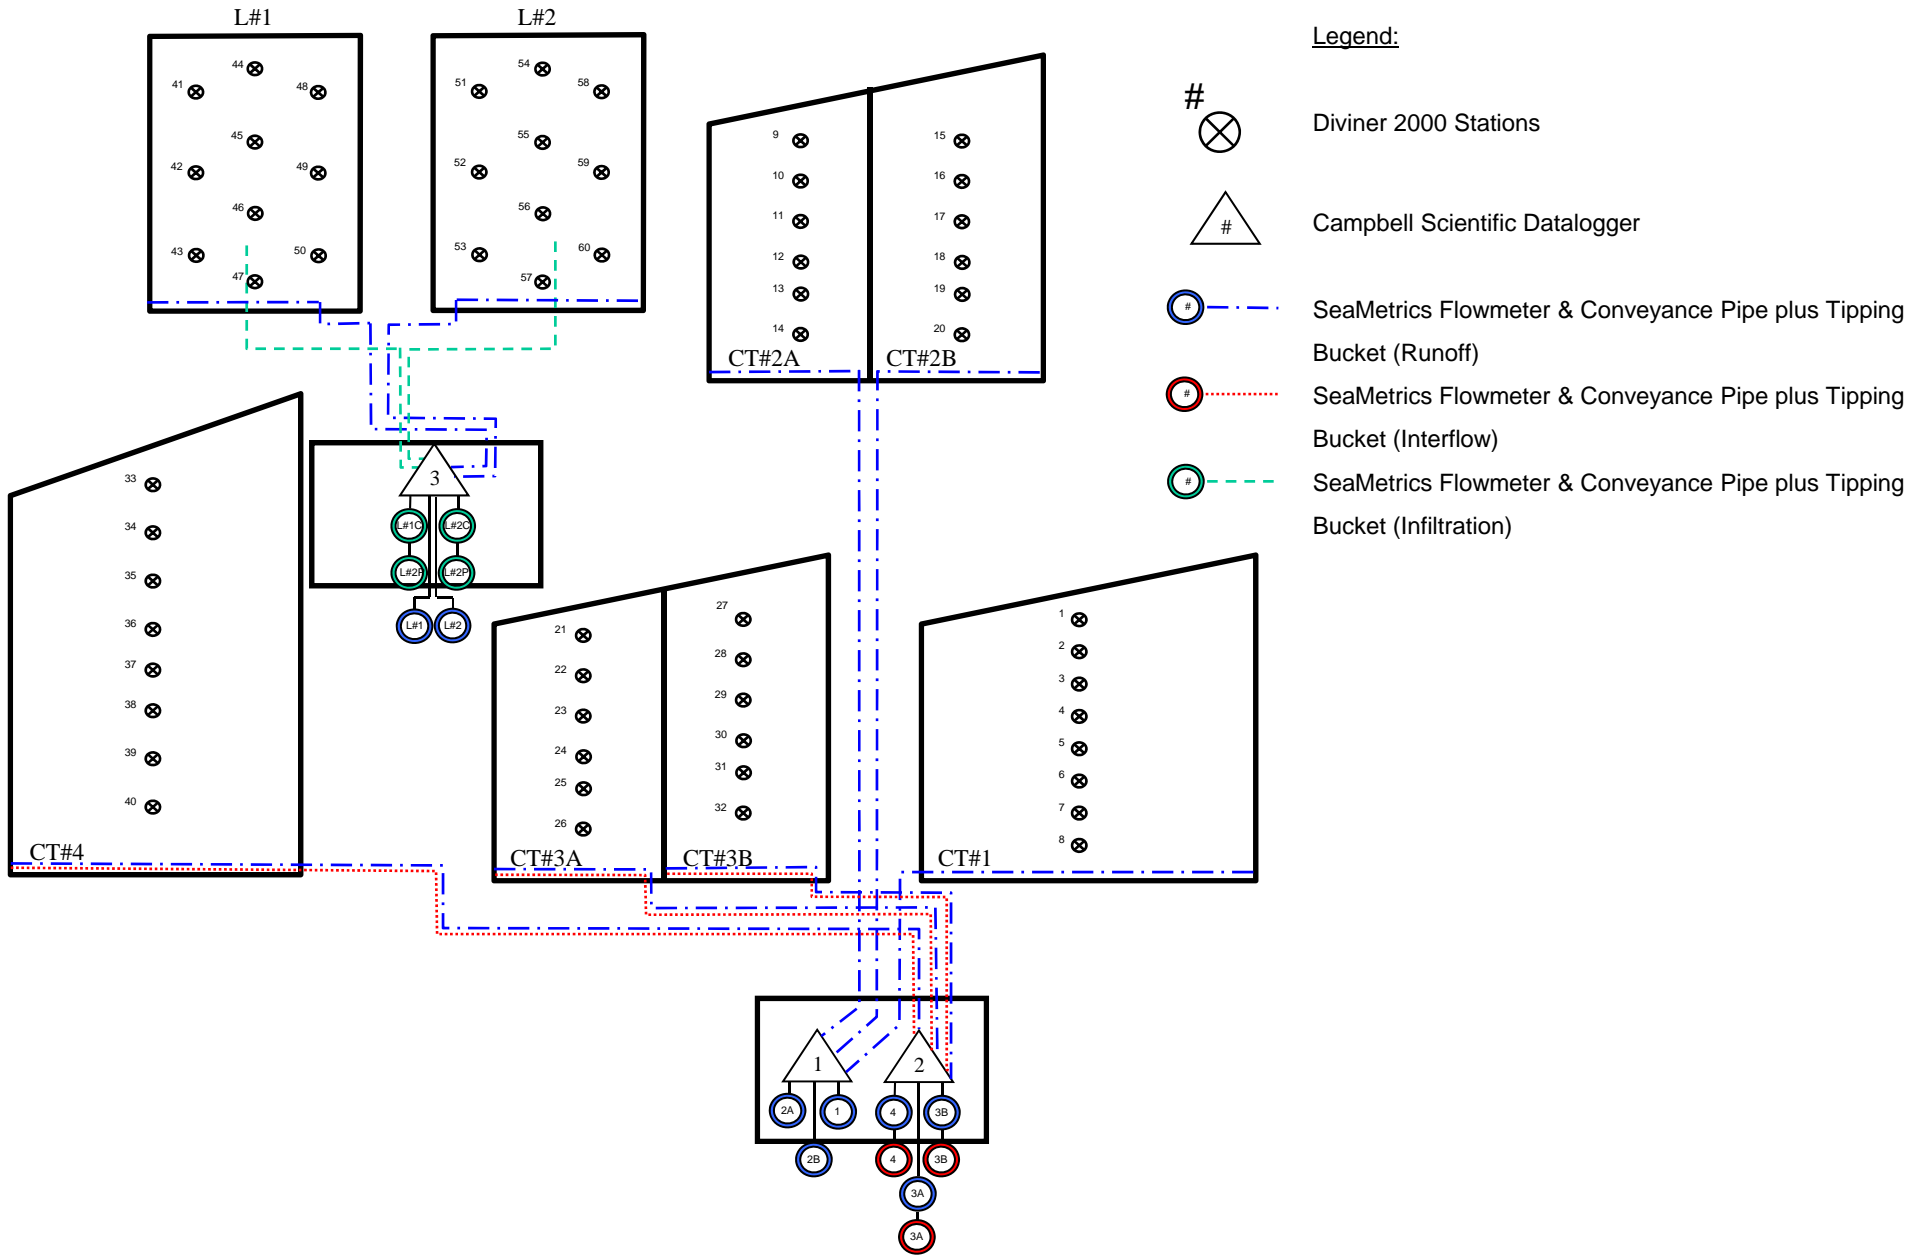 L#1
L#2
Legend:
#
Diviner 2000 Stations
#
Campbell Scientific Datalogger
#
SeaMetrics Flowmeter & Conveyance Pipe plus Tipping
Bucket (Runoff)
#
SeaMetrics Flowmeter & Conveyance Pipe plus Tipping
Bucket (Interflow)
#
SeaMetrics Flowmeter & Conveyance Pipe plus Tipping
Bucket (Infiltration)
44
41
48
45
42
49
46
43
50
47
54
51
58
55
52
59
56
53
60
57
9
10
11
12
13
14
CT#2A
15
16
17
18
19
20
CT#2B
33
34
35
36
37
38
39
40
CT#4
3
L#1C
L#2C
L#2P
L#2P
L#1
L#2
21
22
23
24
25
26
CT#3A
27
28
29
30
31
32
CT#3B
1
2
3
4
5
6
7
8
CT#1
1
2
2A
1
4
3B
2B
4
3B
3A
3A